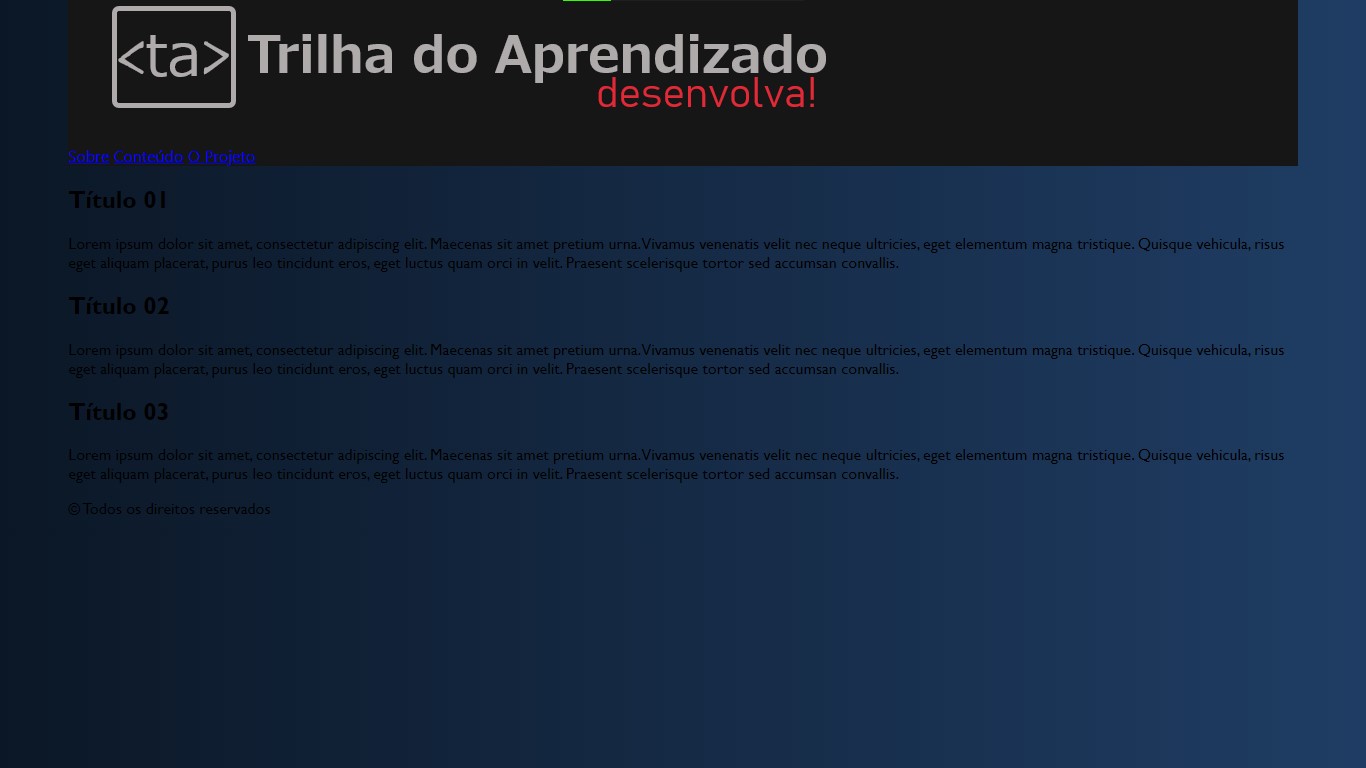 <ta> Trilha do Aprendizado
desenvolva!
Sobre Conteúdo O Projeto
Título 01
Lorem ipsum dolor sit amet, consectetur adipiscing elit. Maecenas sit amet pretium urna. Vivamus venenatis velit nec neque ultricies, eget elementum magna tristique. Quisque vehicula, risus
eget aliquam placerat, purus leo tincidunt eros, eget luctus quam orci in velit. Praesent scelerisque tortor sed accumsan convallis.
Título 02
Lorem ipsum dolor sit amet, consectetur adipiscing elit. Maecenas sit amet pretium urna. Vivamus venenatis velit nec neque ultricies, eget elementum magna tristique. Quisque vehicula, risus
eget aliquam placerat, purus leo tincidunt eros, eget luctus quam orci in velit. Praesent scelerisque tortor sed accumsan convallis.
Título 03
Lorem ipsum dolor sit amet, consectetur adipiscing elit. Maecenas sit amet pretium urna. Vivamus venenatis velit nec neque ultricies, eget elementum magna tristique. Quisque vehicula, risus
eget aliquam placerat, purus leo tincidunt eros, eget luctus quam orci in velit. Praesent scelerisque tortor sed accumsan convallis.
© Todos os direitos reservados